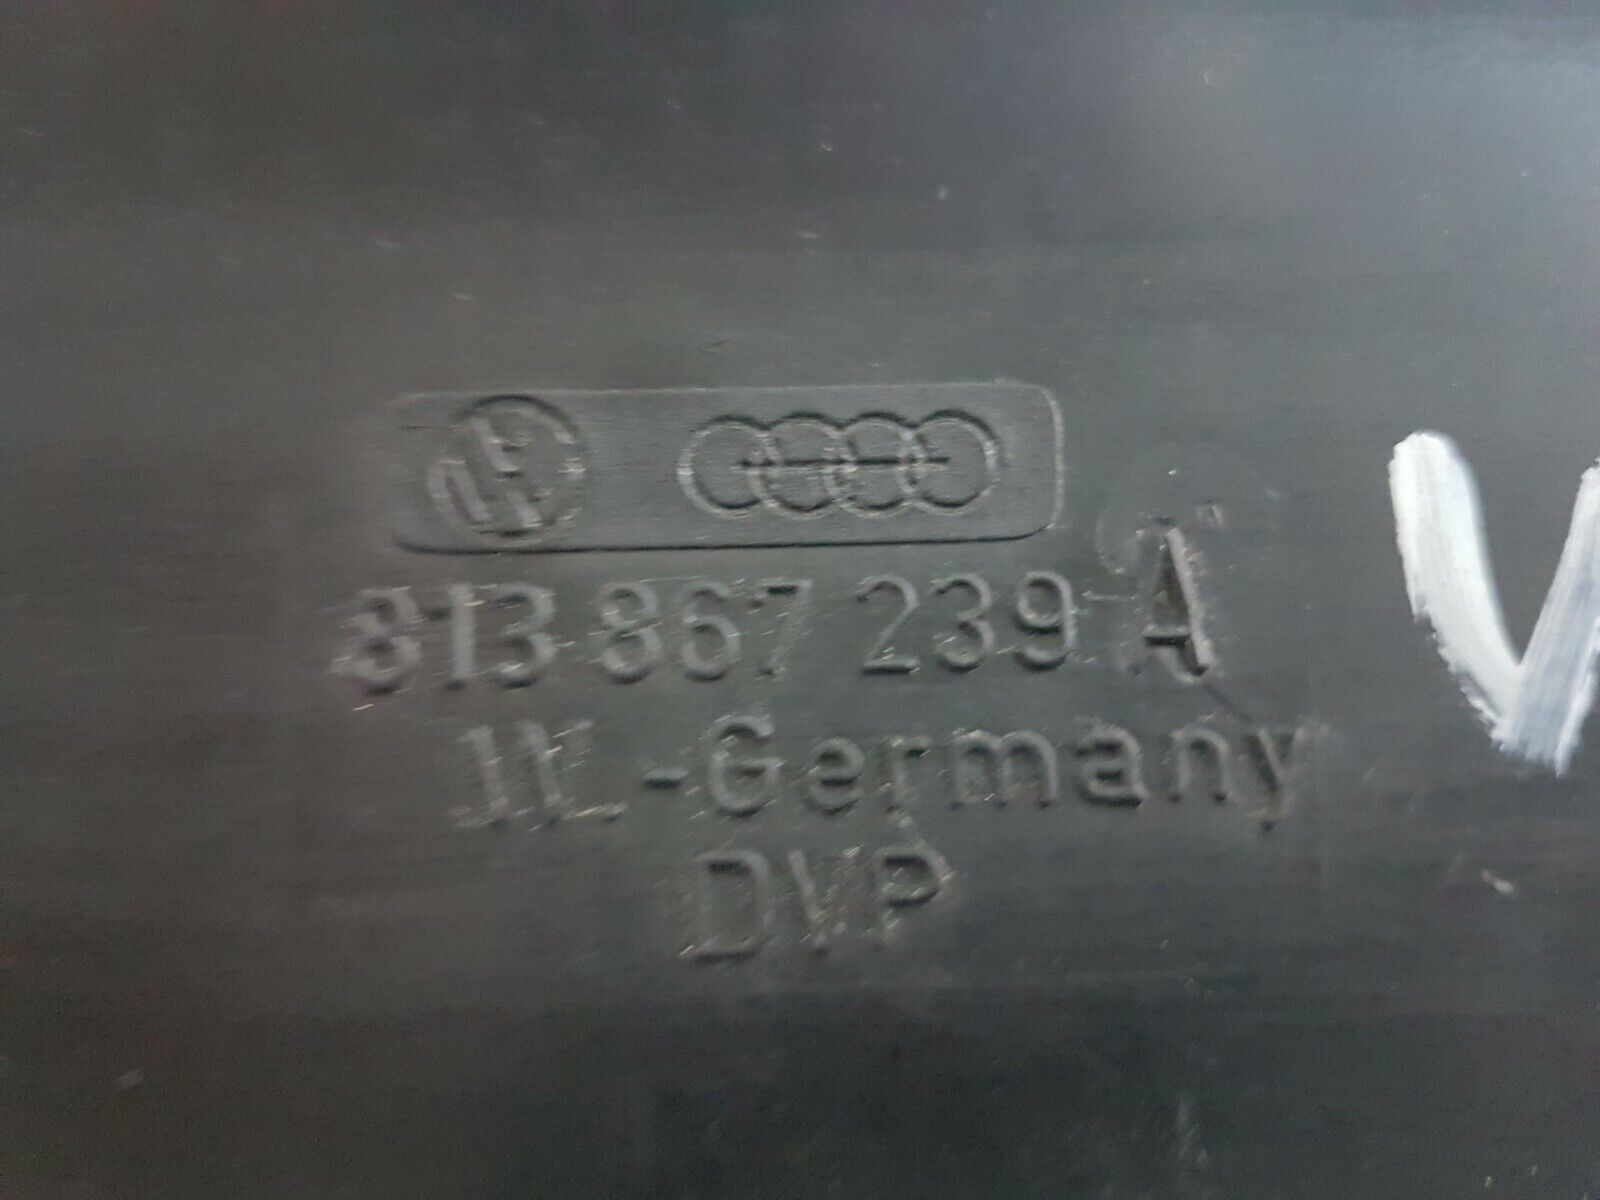 813 867 239 A
-Germany
DVP
V